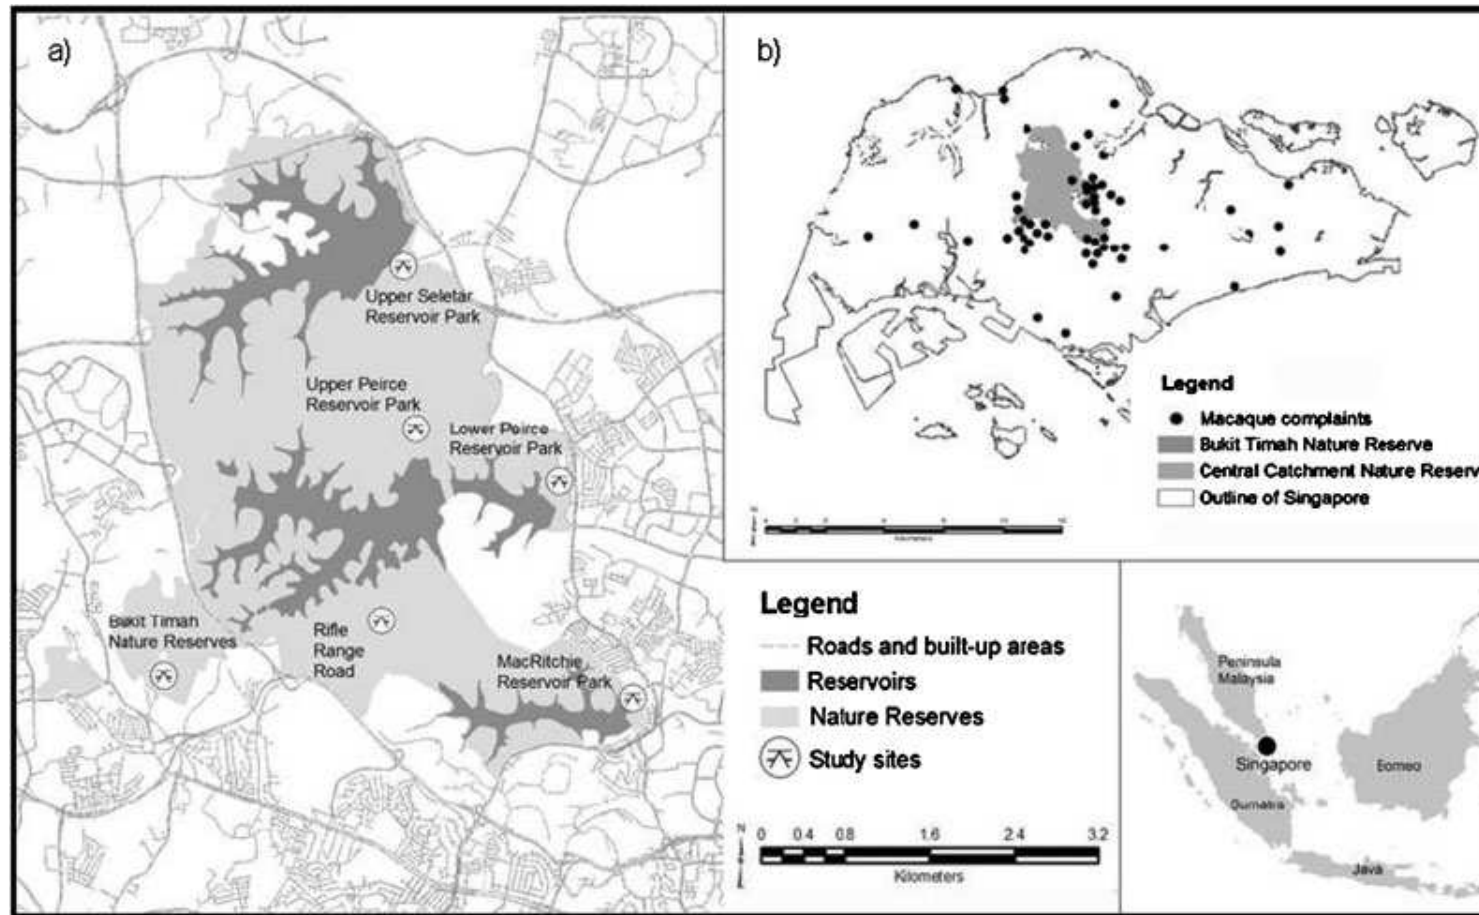 a)
Upper Seletar
Reservoir Park
Upper Peirce
Reservoir Park
Lower Peirce
Reservoir Park
Bukit Timah
Nature Reserves
Rifle
Range
Road
MacRitchie
Reservoir Park
b)
Legend
Macaque complaints
Bukit Timah Nature Reserve
Central Catchment Nature Reserv
Outline of Singapore
Kilometers
Legend
Roads and built-up areas
Reservoirs
Nature Reserves
Study sites
N
0 0.4 0.8 1.6 2.4 3.2
Kilometers
Peninsula
Malaysia
Singapore
Borneo
Sumatra
Java